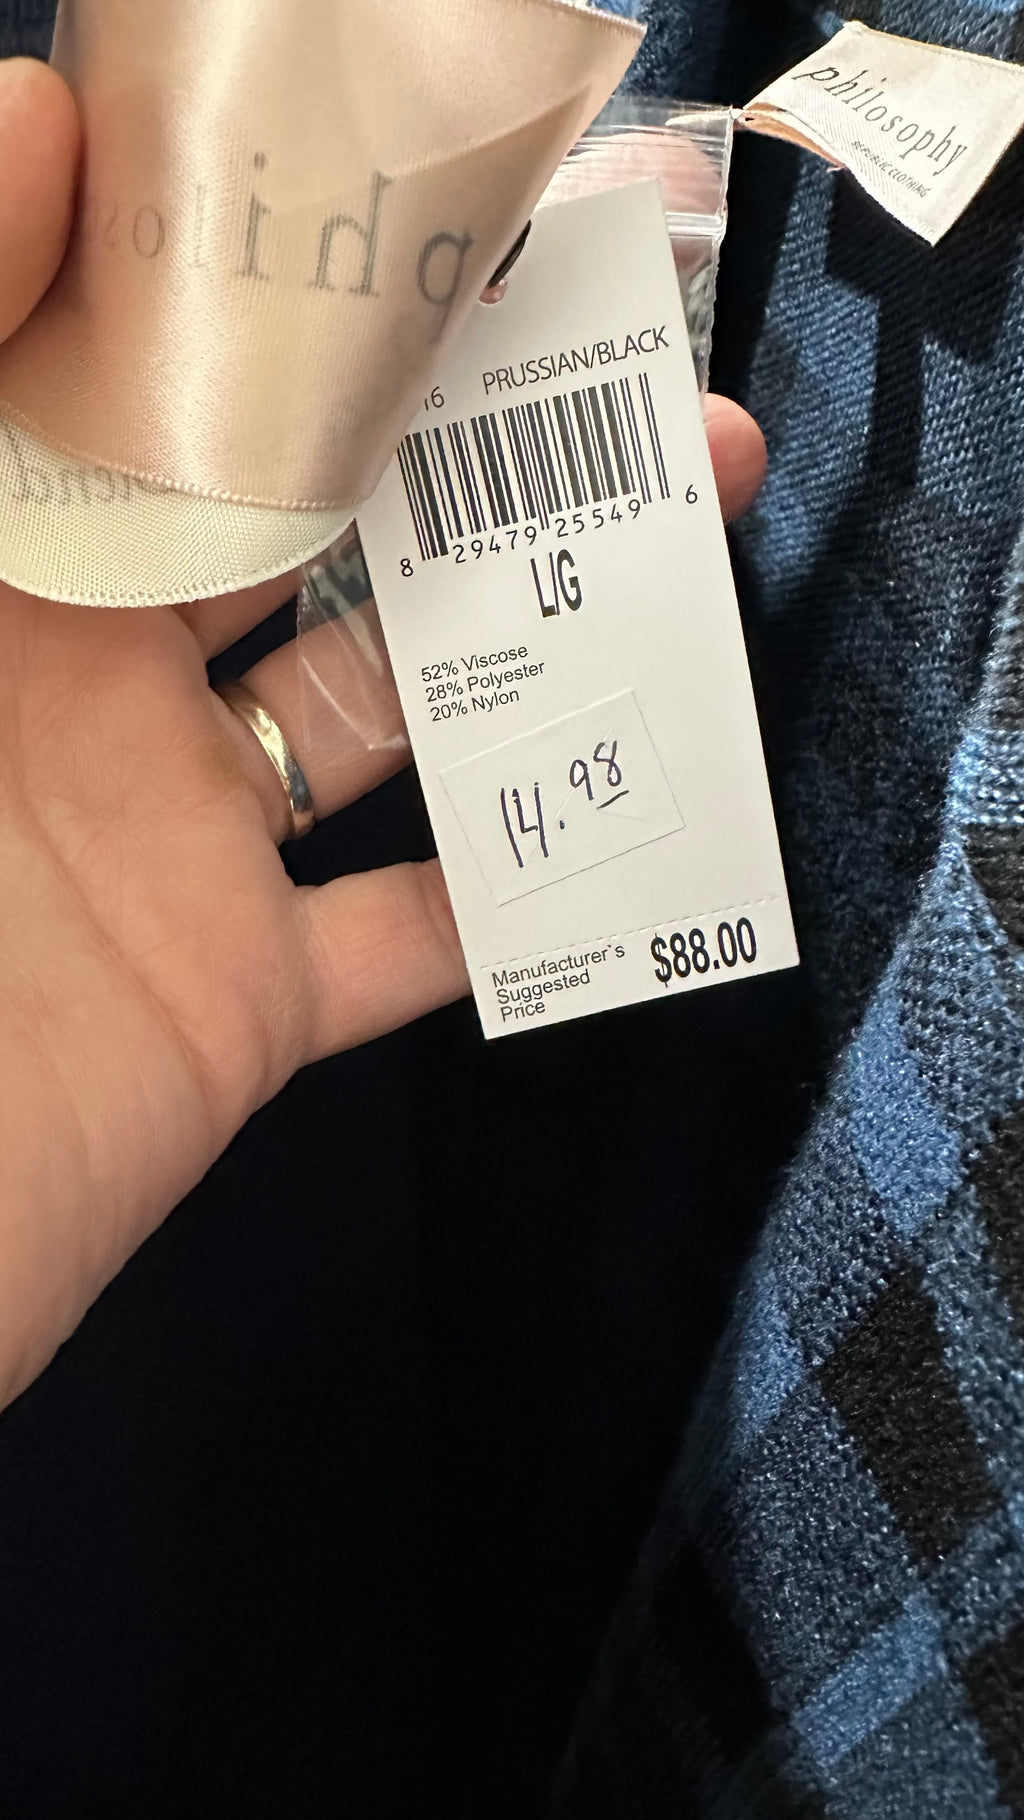 philosophy
REPUBLIC CLOTHING
PRUSSIAN/BLACK
8 29479 25549 6
L/G
52% Viscose
28% Polyester
20% Nylon
14.98
Manufacturer's
Suggested
Price
$88.00